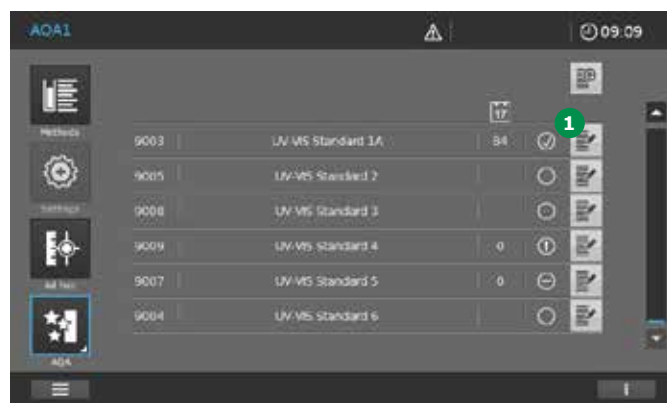 AQA1
09:09
17
1
Methods
9003 UV-VIS Standard 1A 84
9005 UV-VIS Standard 2
Settings
9008 UV-VIS Standard 3
9009 UV-VIS Standard 4 0
Ad hoc
9007 UV-VIS Standard 5 0
9004 UV-VIS Standard 6
AQA